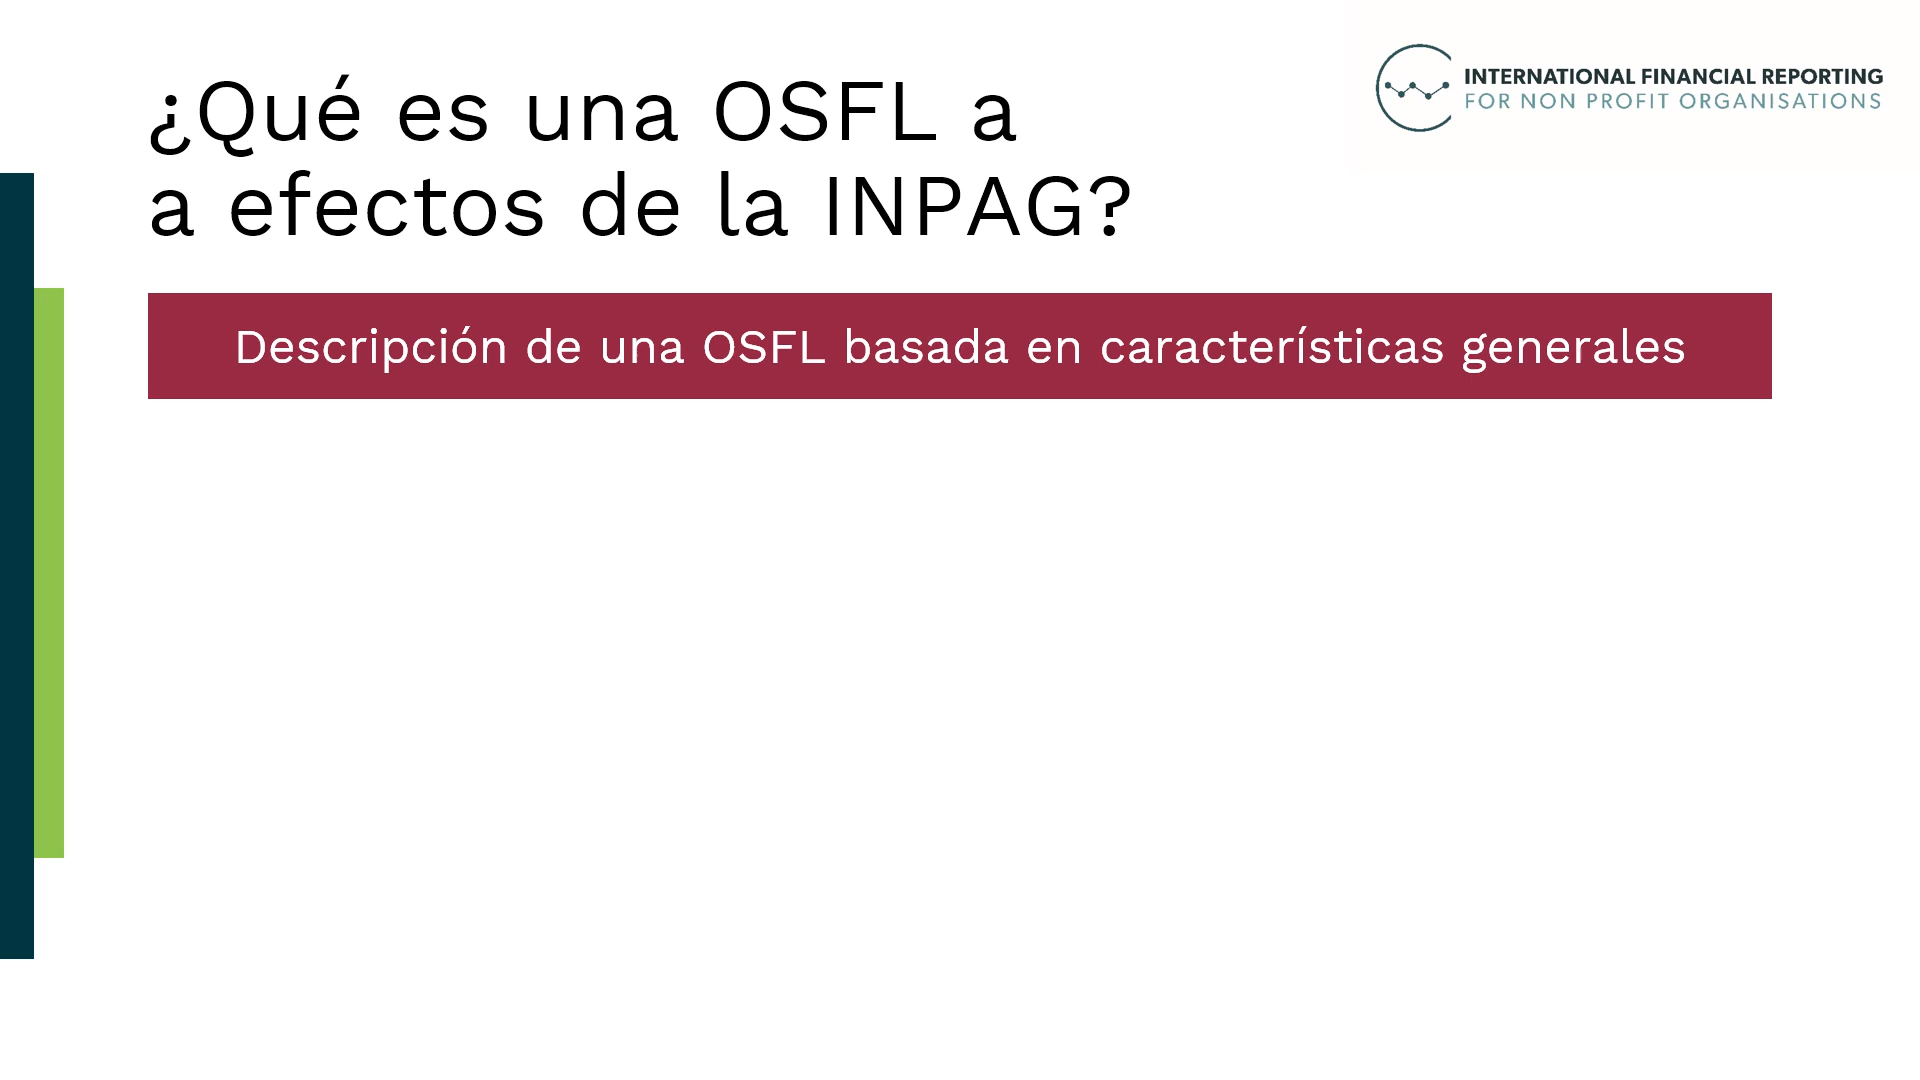 ¿Qué es una OSFL a
a efectos de la INPAG?
INTERNATIONAL FINANCIAL REPORTING
FOR NON PROFIT ORGANISATIONS
Descripción de una OSFL basada en características generales